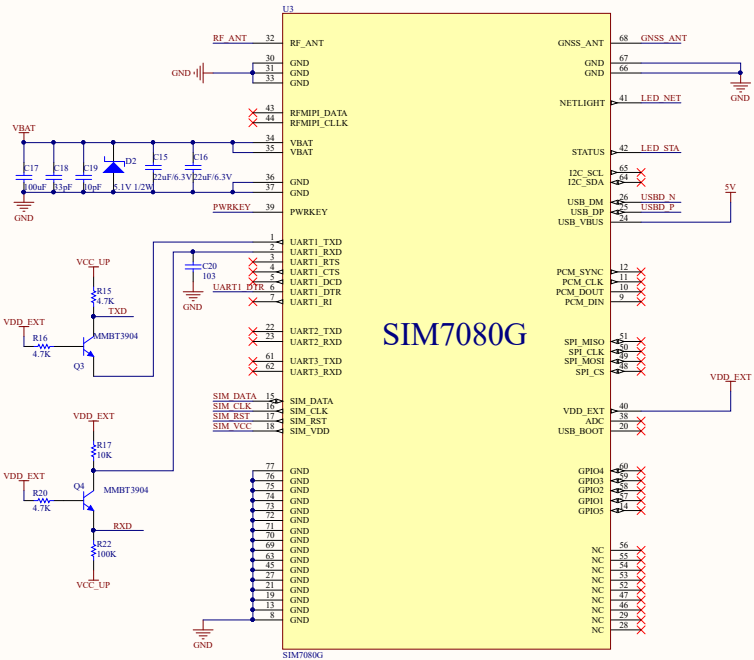 U3
RF_ANT 32 RF_ANT
GNSS_ANT 68 GNSS_ANT
30 GND
GND 31 GND
33 GND
GND 67
GND 66
GND
NETLIGHT 41 LED_NET
43 RFMIPI_DATA
44 RFMIPI_CLLK
VBAT
34 VBAT
35 VBAT
STATUS 42 LED_STA
C17 C18 C19 D2 C15 C16
100uF 33pF 10pF 5.1V 1/2W 22uF/6.3V 22uF/6.3V
GND
36 GND
37 GND
I2C_SCL 65
I2C_SDA 64
USB_DM 26 USBD_N
USB_DP 25 USBD_P
USB_VBUS 24
5V
PWRKEY 39 PWRKEY
1 UART1_TXD
2 UART1_RXD
3 UART1_RTS
4 UART1_CTS
5 UART1_DCD
UART1_DTR 6 UART1_DTR
7 UART1_RI
C20
103
GND
PCM_SYNC 12
PCM_CLK 11
PCM_DOUT 10
PCM_DIN 9
VCC_UP
R15
4.7K
TXD
VDD_EXT
R16
4.7K
MMBT3904
Q3
22 UART2_TXD
23 UART2_RXD
61 UART3_TXD
62 UART3_RXD
SIM7080G
SPI_MISO 51
SPI_CLK 50
SPI_MOSI 49
SPI_CS 48
VDD_EXT
SIM_DATA 15 SIM_DATA
SIM_CLK 16 SIM_CLK
SIM_RST 17 SIM_RST
SIM_VCC 18 SIM_VDD
VDD_EXT 40
ADC 38
USB_BOOT 20
VDD_EXT
R17
10K
VDD_EXT
R20
4.7K
Q4
MMBT3904
RXD
R22
100K
VCC_UP
77 GND
76 GND
75 GND
74 GND
73 GND
72 GND
71 GND
70 GND
69 GND
63 GND
45 GND
27 GND
21 GND
19 GND
13 GND
8 GND
GND
GPIO4 60
GPIO3 59
GPIO2 58
GPIO1 57
GPIO5 14
NC 56
NC 55
NC 54
NC 53
NC 52
NC 47
NC 46
NC 29
NC 28
SIM7080G